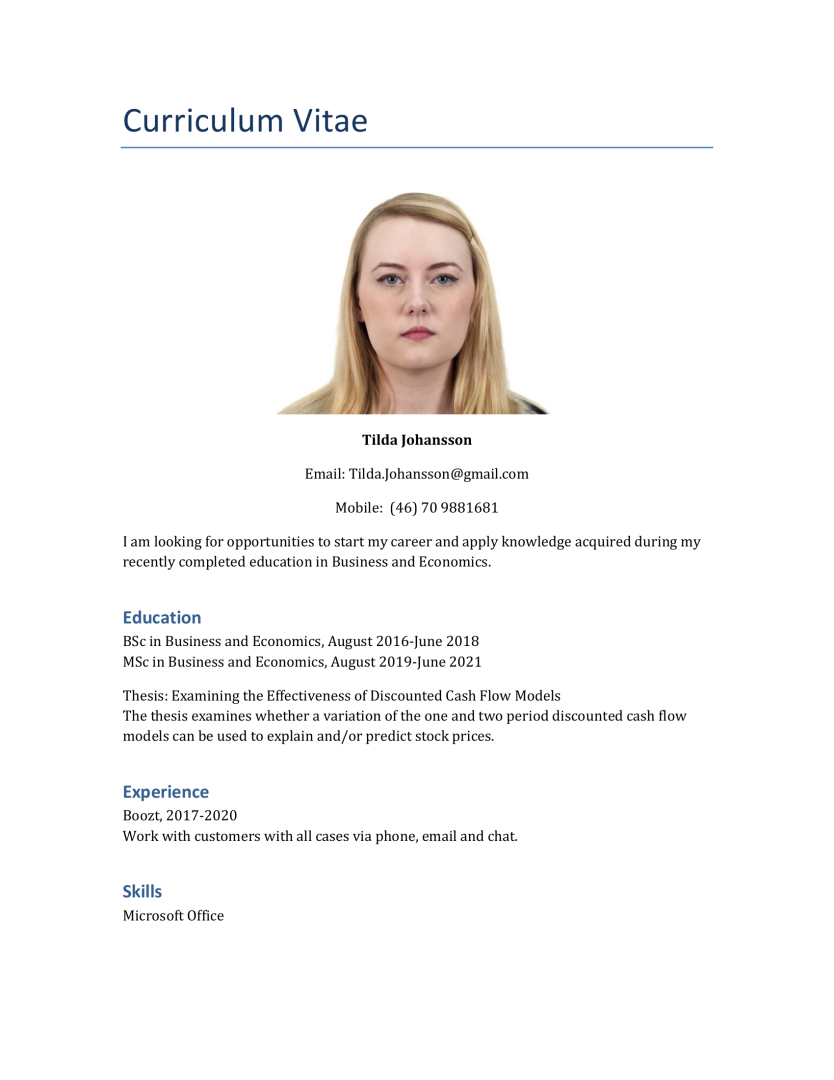 Curriculum Vitae
Tilda Johansson
Email: Tilda.Johansson@gmail.com
Mobile:  (46) 70 9881681
I am looking for opportunities to start my career and apply knowledge acquired during my
recently completed education in Business and Economics.
Education
BSc in Business and Economics, August 2016-June 2018
MSc in Business and Economics, August 2019-June 2021
Thesis: Examining the Effectiveness of Discounted Cash Flow Models
The thesis examines whether a variation of the one and two period discounted cash flow
models can be used to explain and/or predict stock prices.
Experience
Boozt, 2017-2020
Work with customers with all cases via phone, email and chat.
Skills
Microsoft Office